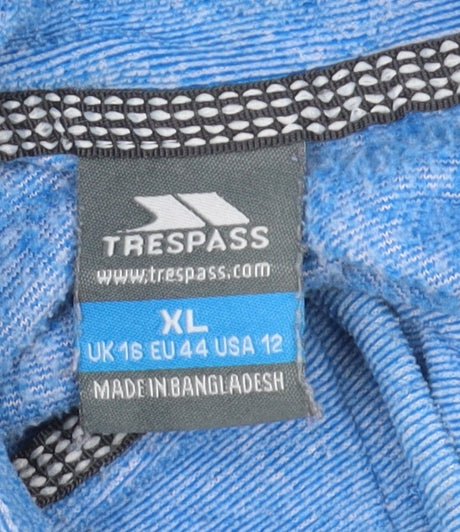 TRESPASS
www.trespass.com
XL
UK 16 EU 44 USA 12
MADE IN BANGLADESH